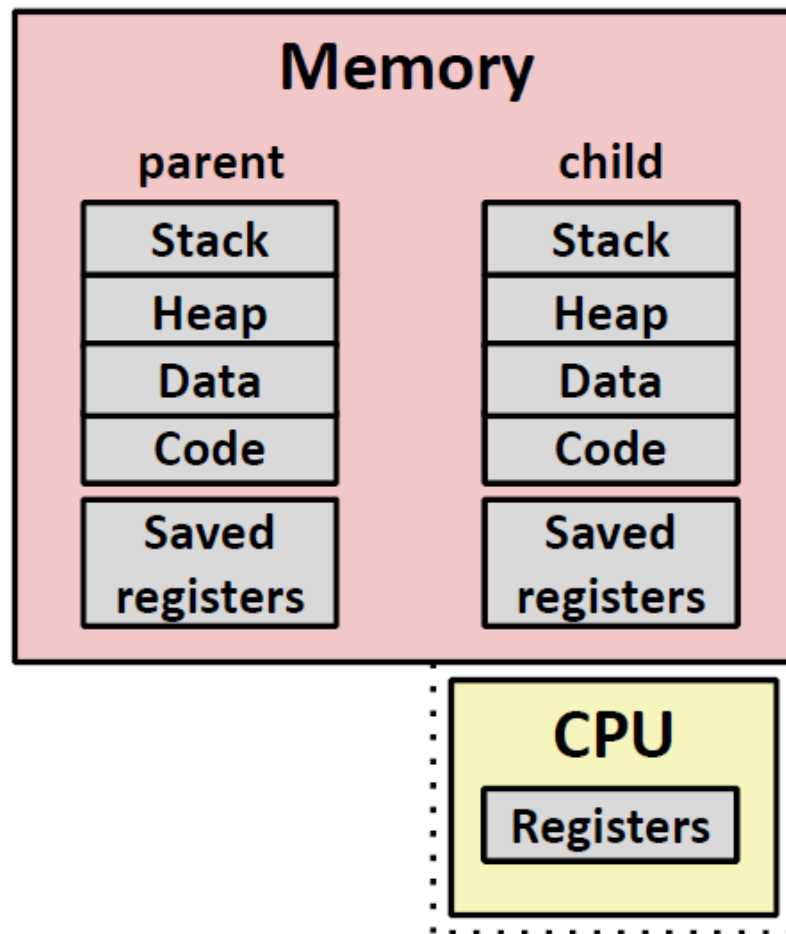 Memory
parent
child
Stack
Stack
Heap
Heap
Data
Data
Code
Code
Saved
registers
Saved
registers
CPU
Registers